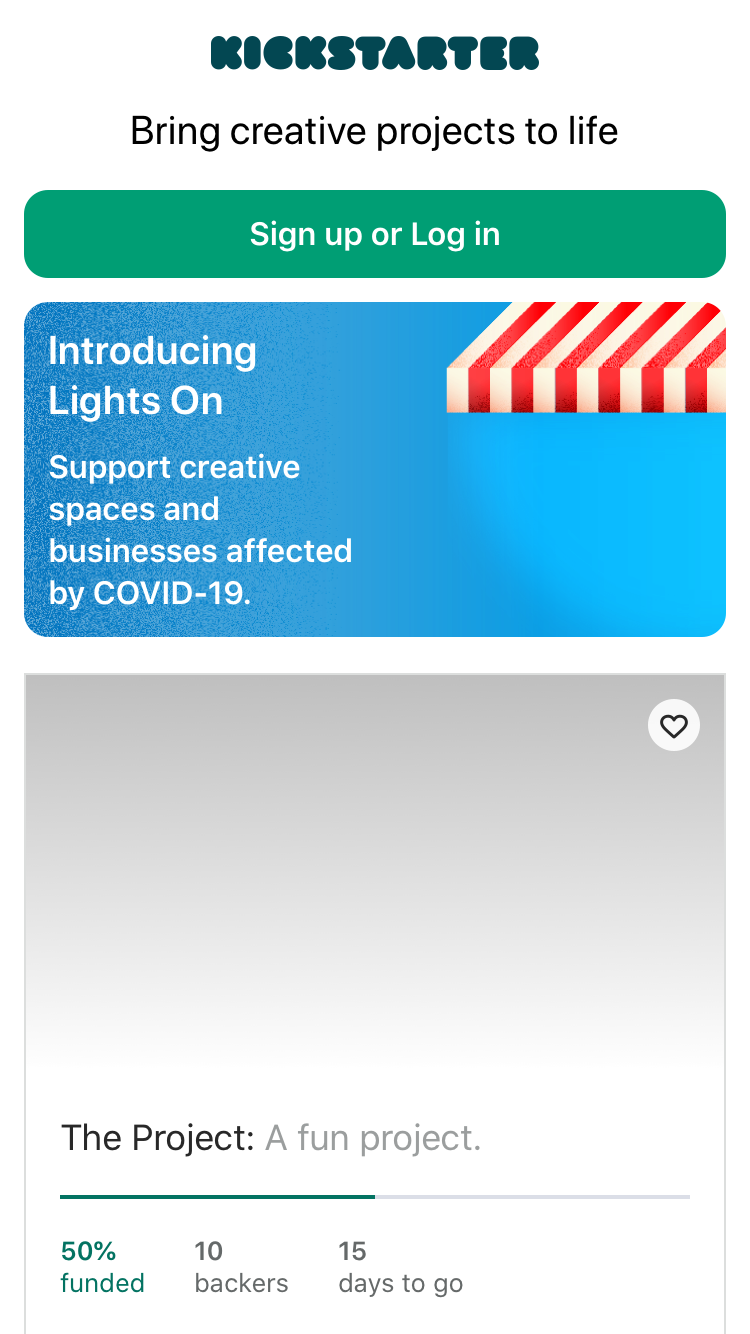 KICKSTARTER
Bring creative projects to life
Sign up or Log in
Introducing
Lights On
Support creative
spaces and
businesses affected
by COVID-19.
The Project: A fun project.
50% 10 15
funded backers days to go